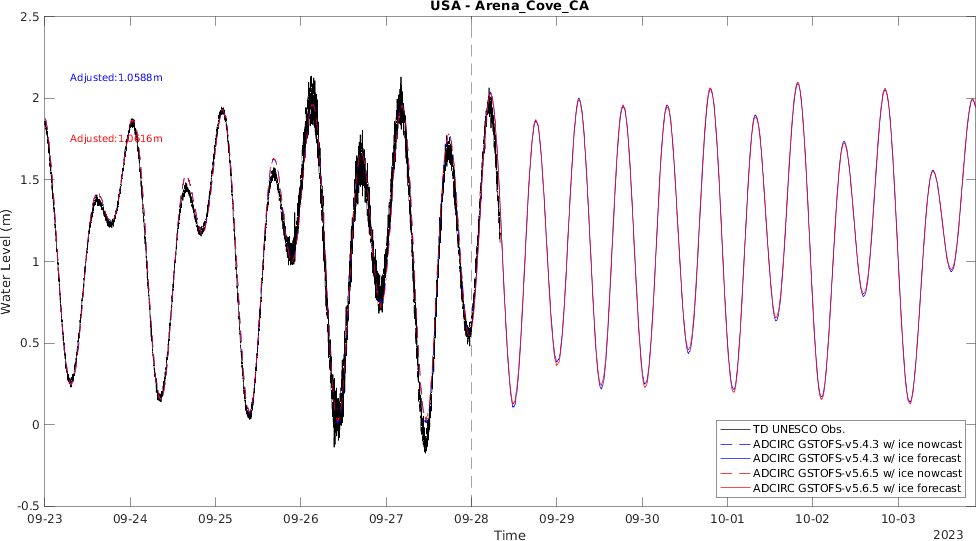 USA - Arena_Cove_CA
2.5
2
1.5
1
0.5
0
-0.5
Water Level (m)
Adjusted:1.0588m
Adjusted:1.0616m
TD UNESCO Obs.
ADCIRC GSTOFS-v5.4.3 w/ ice nowcast
ADCIRC GSTOFS-v5.4.3 w/ ice forecast
ADCIRC GSTOFS-v5.6.5 w/ ice nowcast
ADCIRC GSTOFS-v5.6.5 w/ ice forecast
09-23 09-24 09-25 09-26 09-27 09-28 09-29 09-30 10-01 10-02 10-03
Time
2023